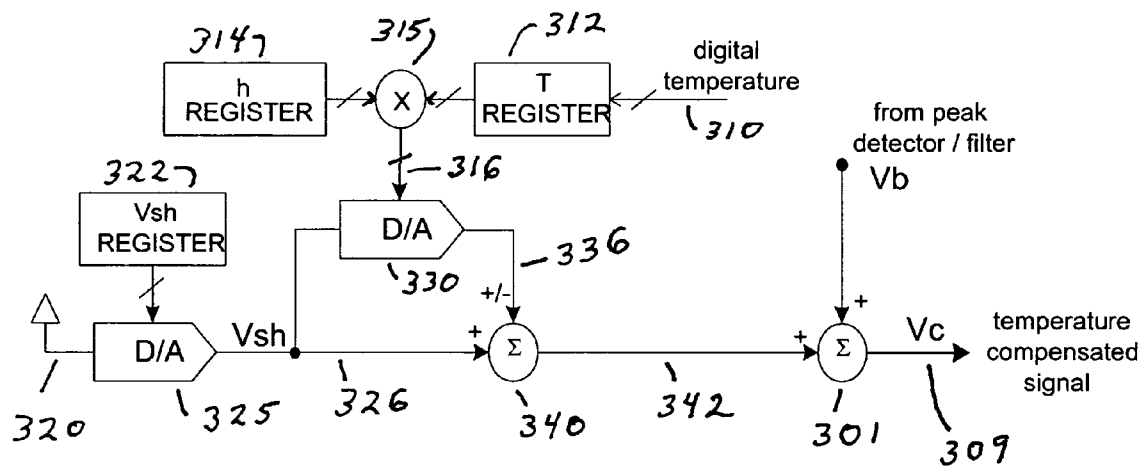 314
315
312
h
REGISTER
X
T
REGISTER
digital
temperature
310
from peak
detector / filter
Vb
316
322
Vsh
REGISTER
D/A
330
336
+/-
+
D/A
Vsh
+
Σ
+
Σ
Vc
temperature
compensated
signal
320
325
326
340
342
301
309